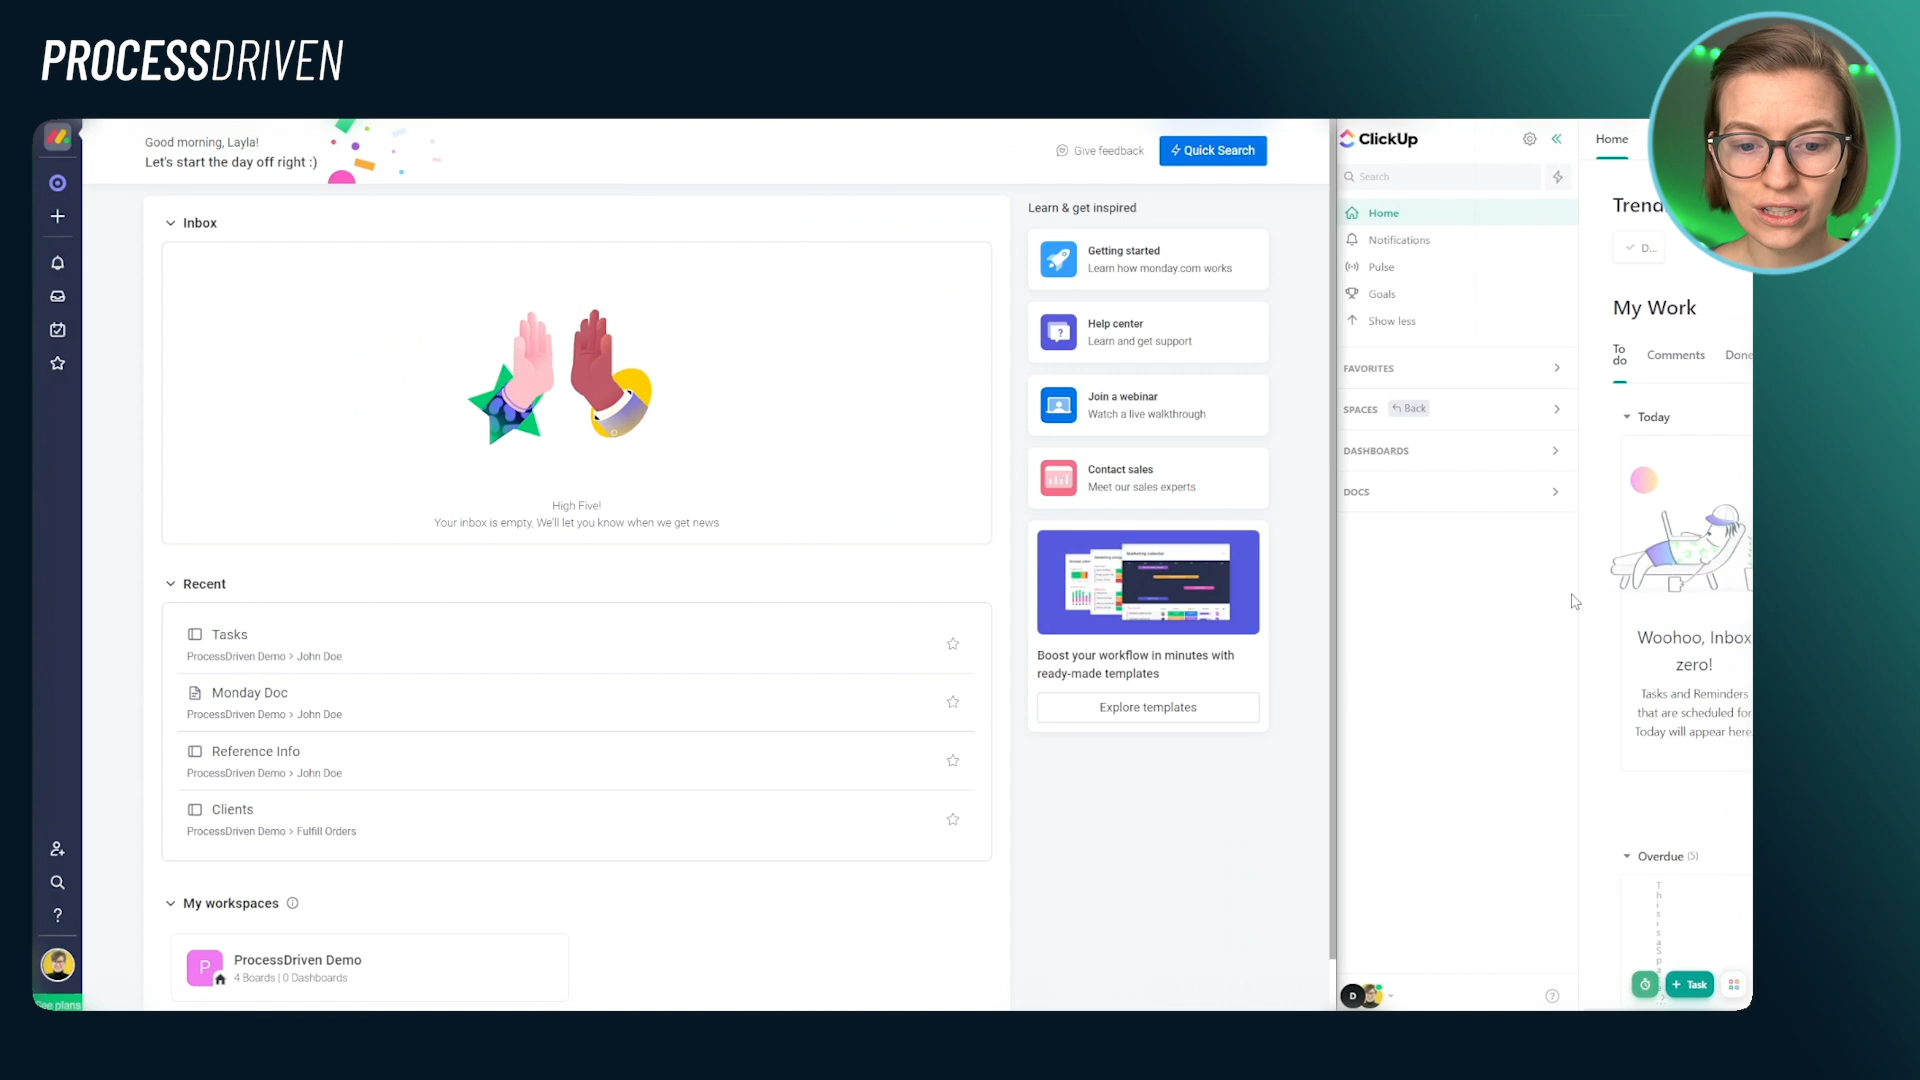 PROCESSDRIVEN
Good morning, Layla!
Let's start the day off right :)
Give feedback
Quick Search
Inbox
High Five!
Your inbox is empty, We'll let you know when we get news
Recent
Tasks
ProcessDriven Demo > John Doe
Monday Doc
ProcessDriven Demo > John Doe
Reference Info
ProcessDriven Demo > John Doe
Clients
ProcessDriven Demo > Fulfill Orders
My workspaces
P
ProcessDriven Demo
4 Boards | 0 Dashboards
See plans
Learn & get inspired
Getting started
Learn how monday.com works
Help center
Learn and get support
Join a webinar
Watch a live walkthrough
Contact sales
Meet our sales experts
Marketing calendar
Boost your workflow in minutes with
ready-made templates
Explore templates
ClickUp
Search
Home
Notifications
Pulse
Goals
Show less
FAVORITES
SPACES
Back
DASHBOARDS
DOCS
D
Home
Trend
D...
My Work
To do
Comments
Done
Today
Woohoo, Inbox
zero!
Tasks and Reminders
that are scheduled for
Today will appear here
Overdue (5)
+ Task